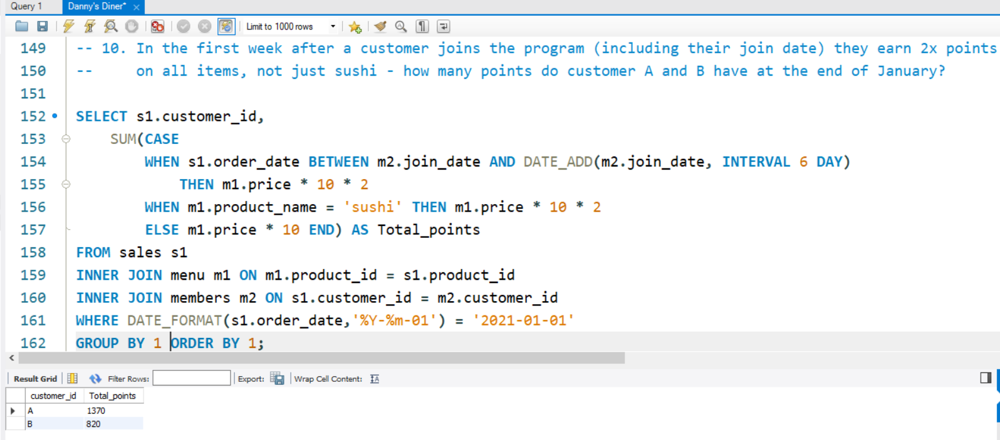 Query 1 Danny's Diner* ×
Limit to 1000 rows
149 -- 10. In the first week after a customer joins the program (including their join date) they earn 2x points
150 -- on all items, not just sushi - how many points do customer A and B have at the end of January?
151
152 SELECT s1.customer_id,
153 SUM(CASE
154 WHEN s1.order_date BETWEEN m2.join_date AND DATE_ADD(m2.join_date, INTERVAL 6 DAY)
155 THEN m1.price * 10 * 2
156 WHEN m1.product_name = 'sushi' THEN m1.price * 10 * 2
157 ELSE m1.price * 10 END) AS Total_points
158 FROM sales s1
159 INNER JOIN menu m1 ON m1.product_id = s1.product_id
160 INNER JOIN members m2 ON s1.customer_id = m2.customer_id
161 WHERE DATE_FORMAT(s1.order_date,'%Y-%m-01') = '2021-01-01'
162 GROUP BY 1 ORDER BY 1;
Result Grid Filter Rows: Export: Wrap Cell Content:
customer_id Total_points
A 1370
B 820